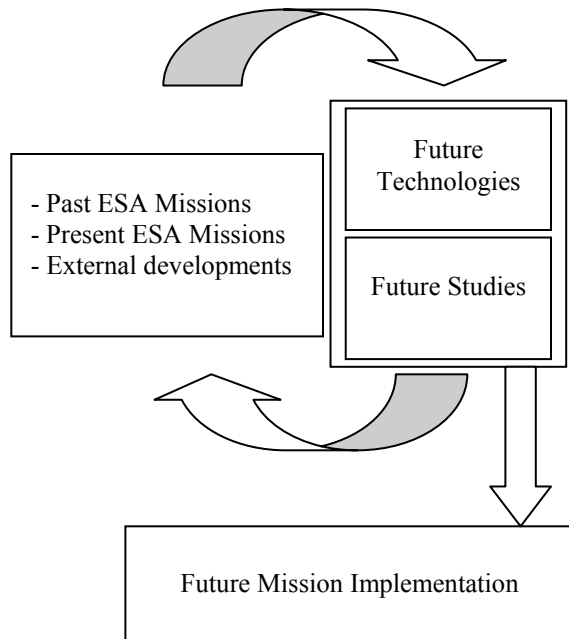 Future
Technologies
- Past ESA Missions
- Present ESA Missions
- External developments
Future Studies
Future Mission Implementation